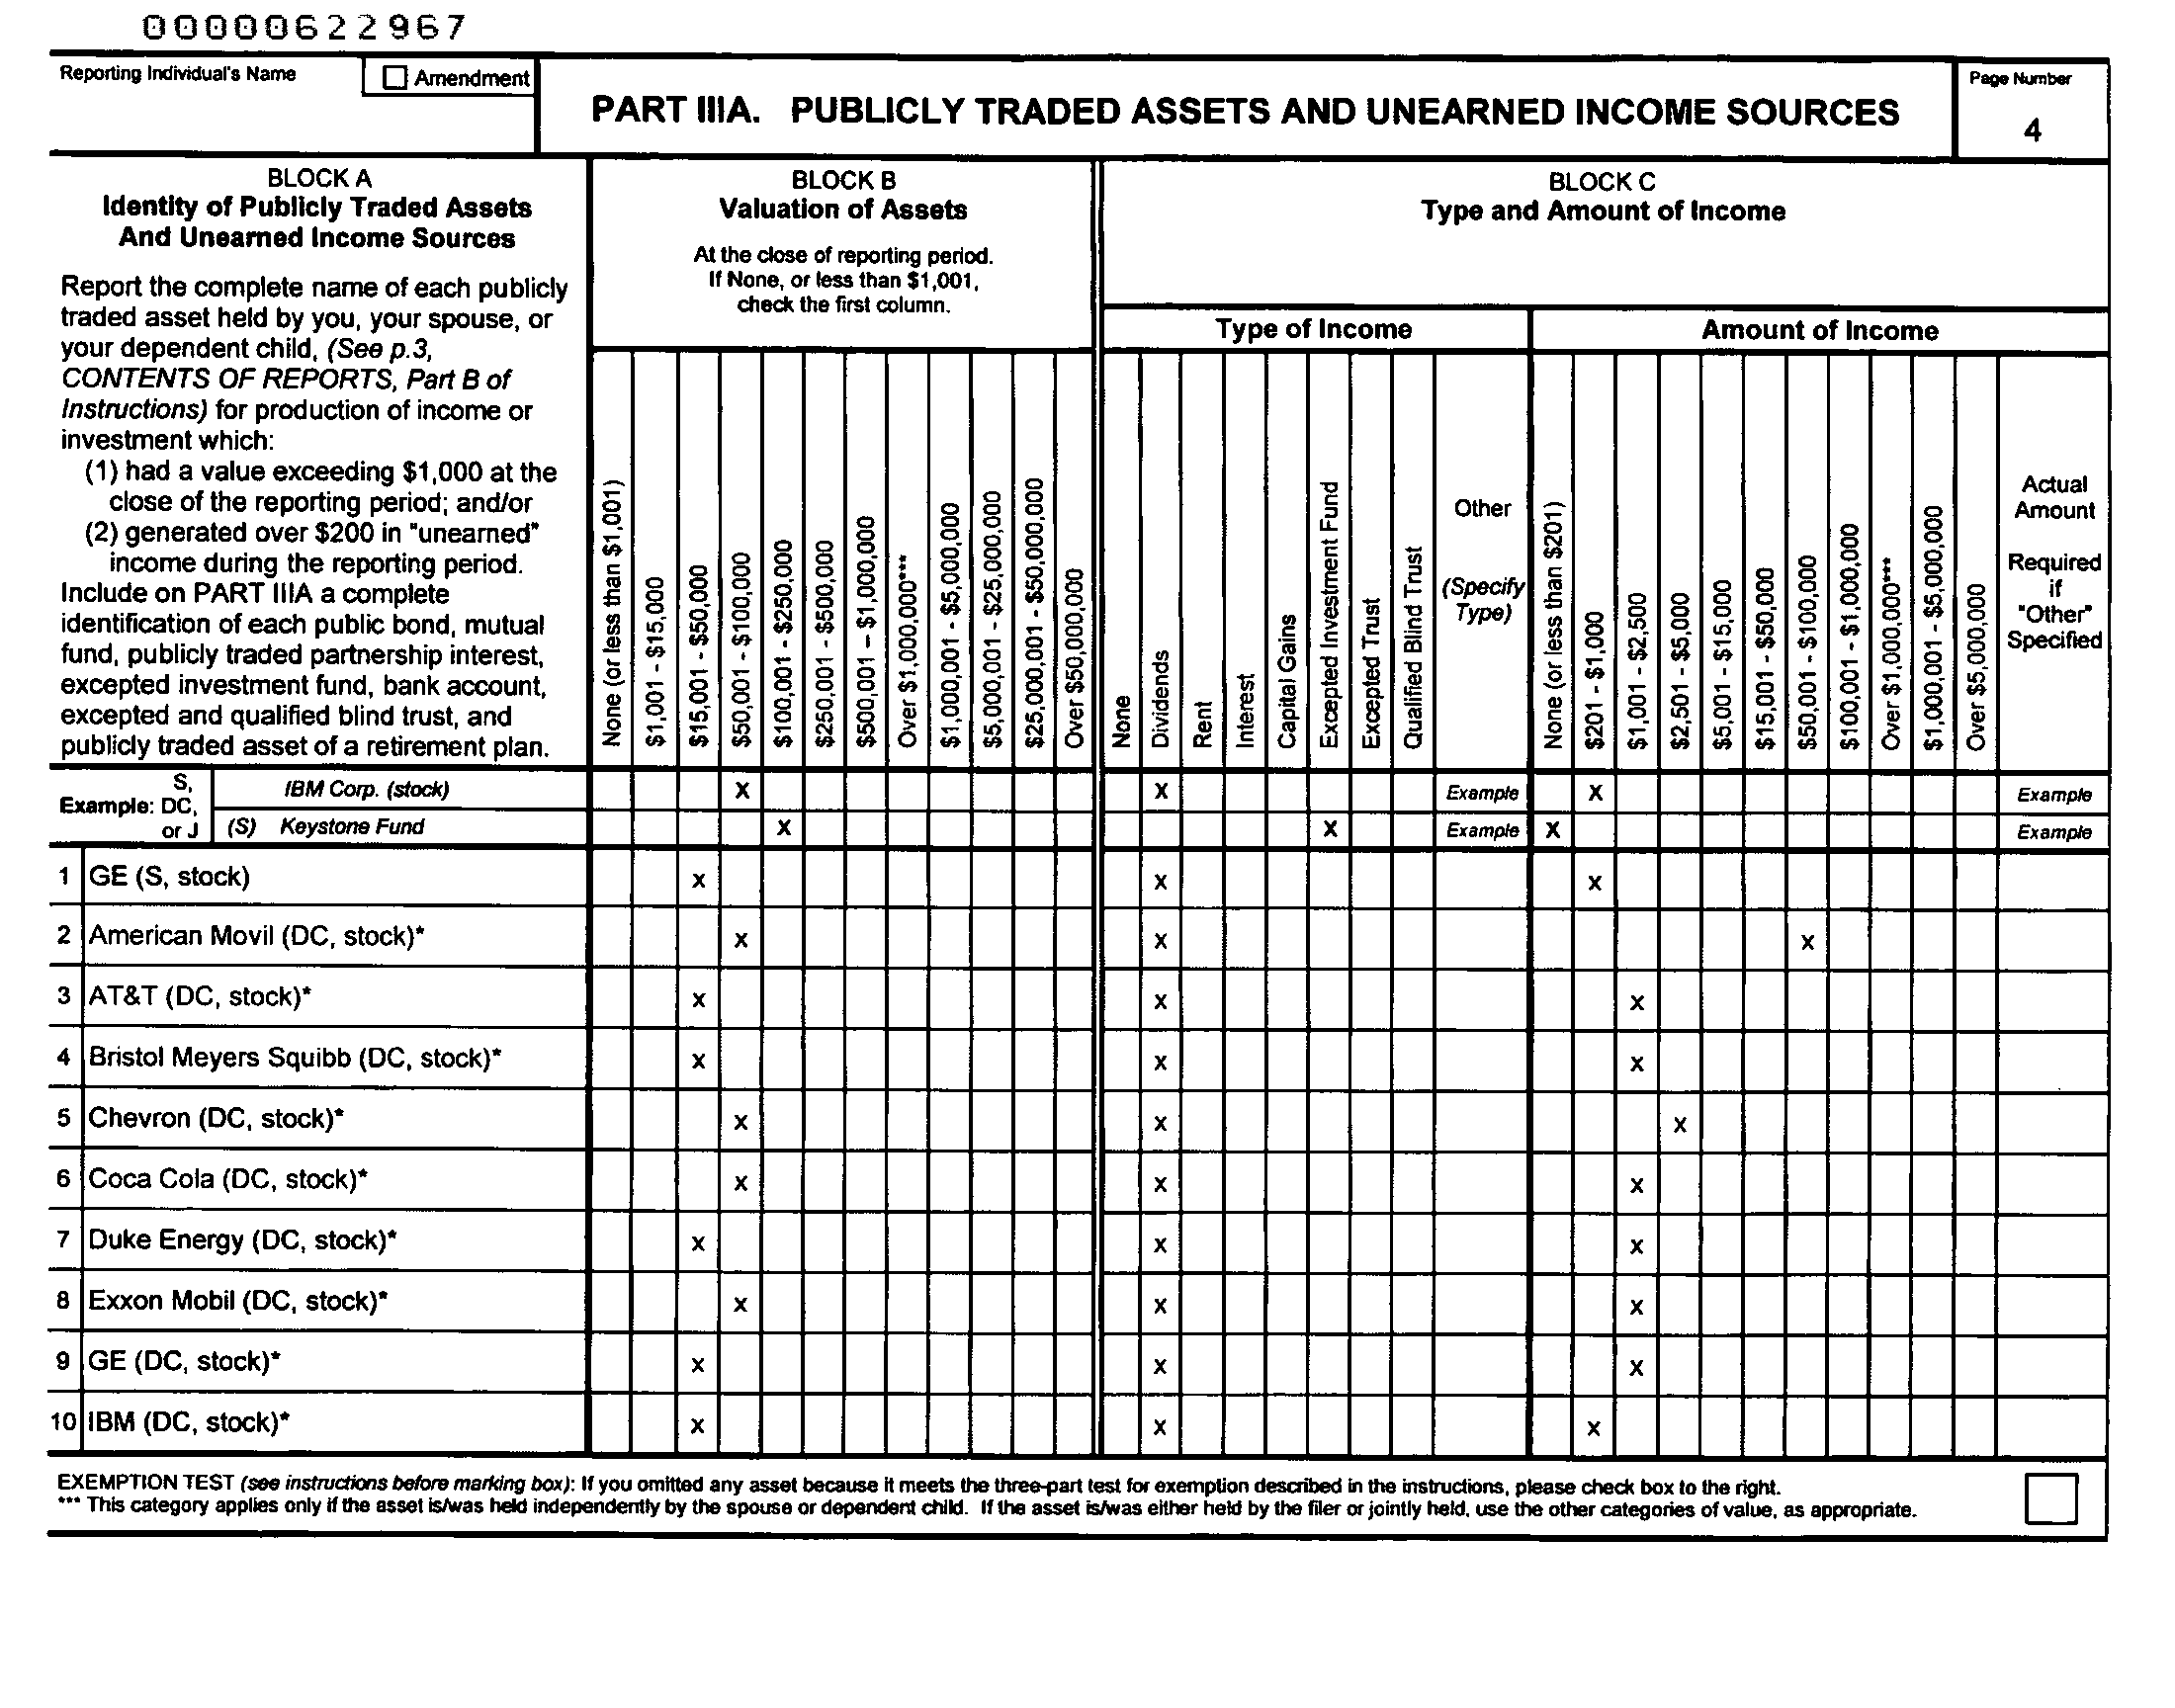 00000622967
Reporting Individual's Name
Amendment
PART IIIA. PUBLICLY TRADED ASSETS AND UNEARNED INCOME SOURCES
Page Number
4
BLOCK A
Identity of Publicly Traded Assets
And Unearned Income Sources
Report the complete name of each publicly
traded asset held by you, your spouse, or
your dependent child, (See p.3,
CONTENTS OF REPORTS, Part B of
Instructions) for production of income or
investment which:
(1) had a value exceeding $1,000 at the
close of the reporting period; and/or
(2) generated over $200 in "unearned"
income during the reporting period.
Include on PART IIIA a complete
identification of each public bond, mutual
fund, publicly traded partnership interest,
excepted investment fund, bank account,
excepted and qualified blind trust, and
publicly traded asset of a retirement plan.
BLOCK B
Valuation of Assets
At the close of reporting period.
If None, or less than $1,001,
check the first column.
None (or less than $1,001)
$1,001 - $15,000
$15,001 - $50,000
$50,001 - $100,000
$100,001 - $250,000
$250,001 - $500,000
$500,001 – $1,000,000
Over $1,000,000***
$1,000,001 - $5,000,000
$5,000,001 - $25,000,000
$25,000,001 - $50,000,000
Over $50,000,000
BLOCK C
Type and Amount of Income
Type of Income
None
Dividends
Rent
Interest
Capital Gains
Excepted Investment Fund
Excepted Trust
Qualified Blind Trust
Other
(Specify
Type)
Amount of Income
None (or less than $201)
$201 - $1,000
$1,001 - $2,500
$2,501 - $5,000
$5,001 - $15,000
$15,001 - $50,000
$50,001 - $100,000
$100,001 - $1,000,000
Over $1,000,000***
$1,000,001 - $5,000,000
Over $5,000,000
Actual
Amount
Required
if
"Other"
Specified
Example:
S,
DC,
or J
IBM Corp. (stock) X X Example X Example
(S) Keystone Fund X X Example X Example
1 GE (S, stock) X X X
2 American Movil (DC, stock)* X X X
3 AT&T (DC, stock)* X X X
4 Bristol Meyers Squibb (DC, stock)* X X X
5 Chevron (DC, stock)* X X X
6 Coca Cola (DC, stock)* X X X
7 Duke Energy (DC, stock)* X X X
8 Exxon Mobil (DC, stock)* X X X
9 GE (DC, stock)* X X X
10 IBM (DC, stock)* X X X
EXEMPTION TEST (see instructions before marking box): If you omitted any asset because it meets the three-part test for exemption described in the instructions, please check box to the right.
*** This category applies only if the asset is/was held independently by the spouse or dependent child. If the asset is/was either held by the filer or jointly held, use the other categories of value, as appropriate.